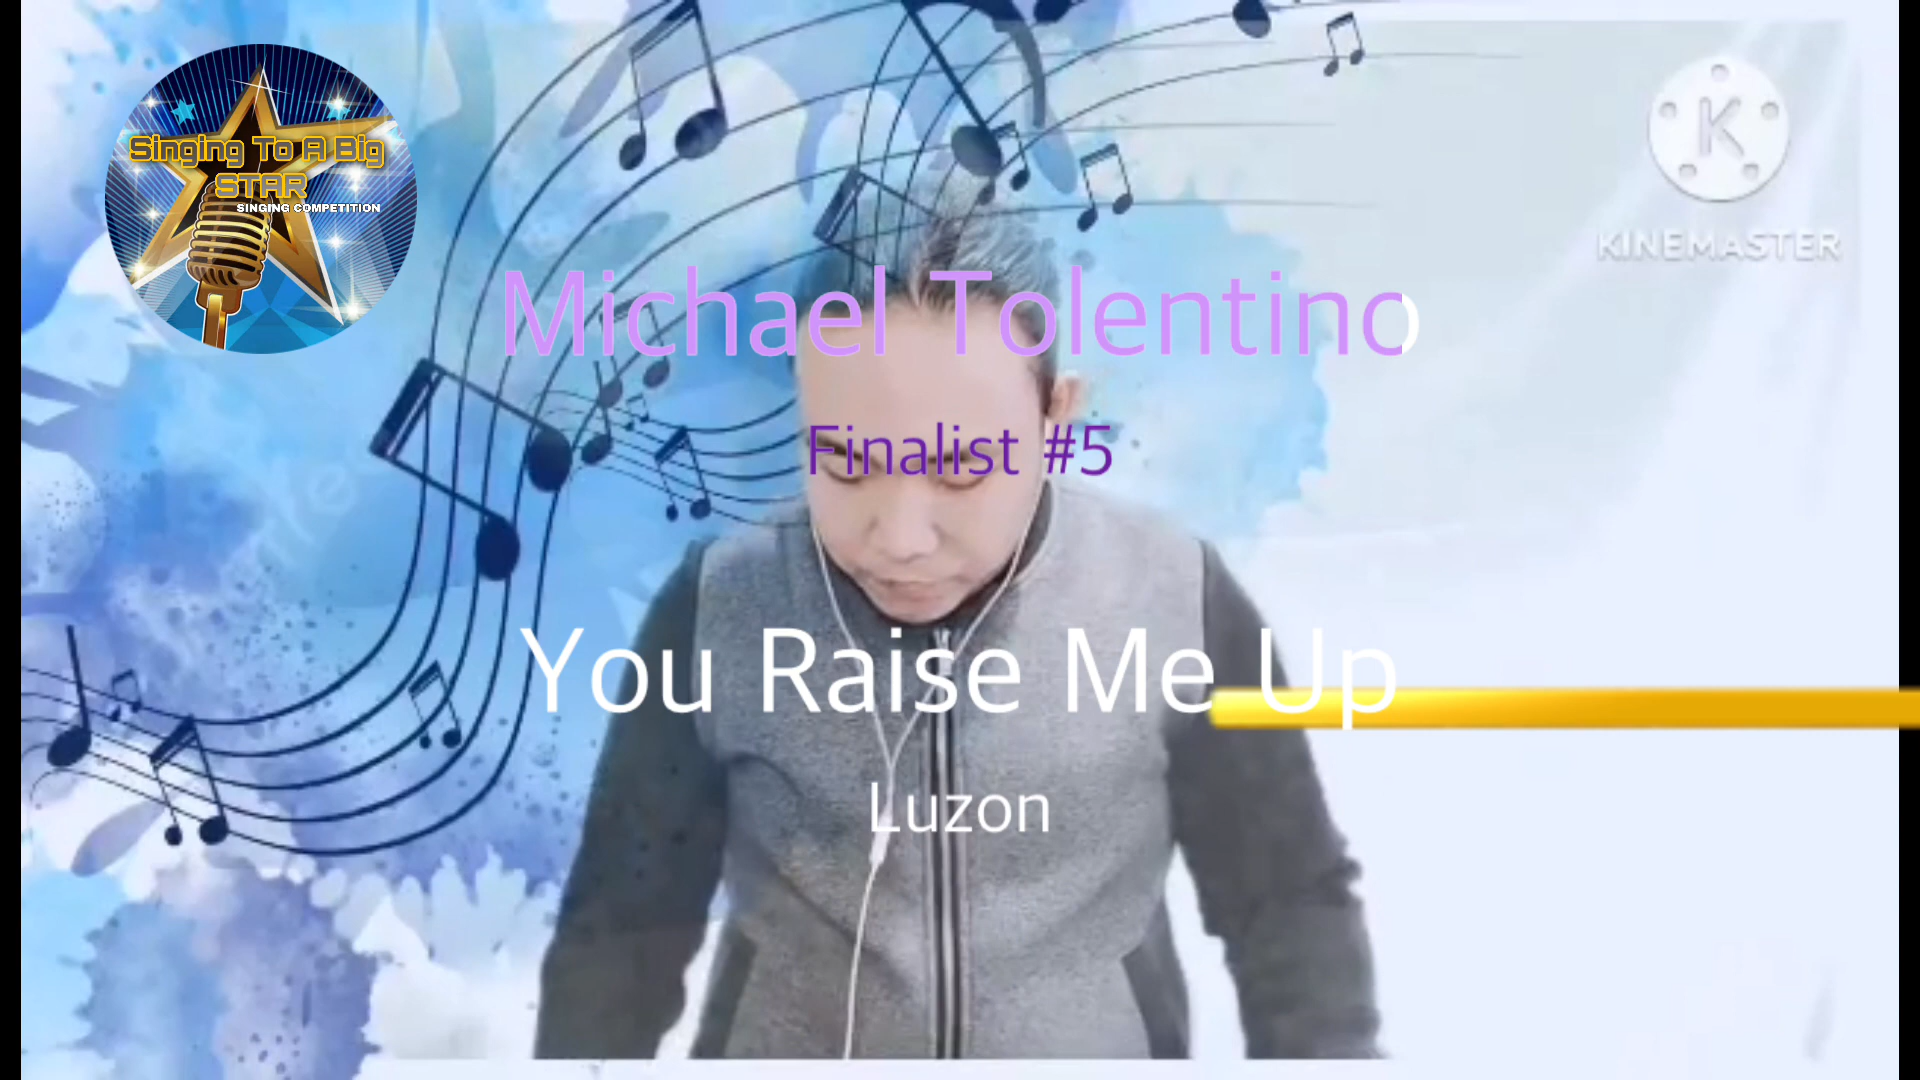 Singing To A Big
STAR
SINGING COMPETITION
K
KINEMASTER
Michael Tolentino
Finalist #5
You Raise Me Up
Luzon